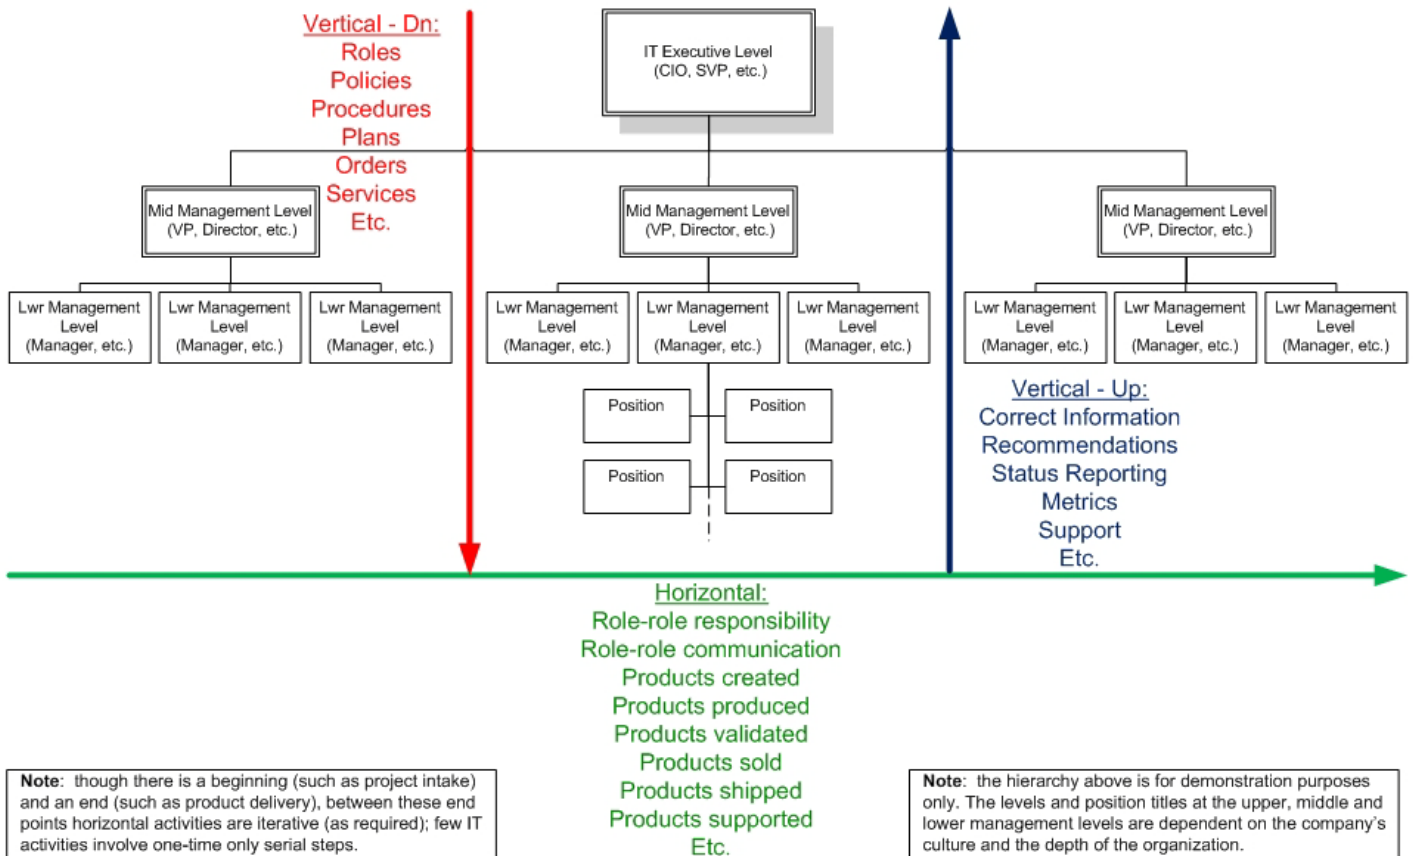 Vertical - Dn:
Roles
Policies
Procedures
Plans
Orders
Services
Etc.
IT Executive Level
(CIO, SVP, etc.)
Mid Management Level
(VP, Director, etc.)
Mid Management Level
(VP, Director, etc.)
Mid Management Level
(VP, Director, etc.)
Lwr Management
Level
(Manager, etc.)
Lwr Management
Level
(Manager, etc.)
Lwr Management
Level
(Manager, etc.)
Lwr Management
Level
(Manager, etc.)
Lwr Management
Level
(Manager, etc.)
Lwr Management
Level
(Manager, etc.)
Lwr Management
Level
(Manager, etc.)
Lwr Management
Level
(Manager, etc.)
Lwr Management
Level
(Manager, etc.)
Position
Position
Position
Position
Vertical - Up:
Correct Information
Recommendations
Status Reporting
Metrics
Support
Etc.
Horizontal:
Role-role responsibility
Role-role communication
Products created
Products produced
Products validated
Products sold
Products shipped
Products supported
Etc.
Note: though there is a beginning (such as project intake)
and an end (such as product delivery), between these end
points horizontal activities are iterative (as required); few IT
activities involve one-time only serial steps.
Note: the hierarchy above is for demonstration purposes
only. The levels and position titles at the upper, middle and
lower management levels are dependent on the company's
culture and the depth of the organization.